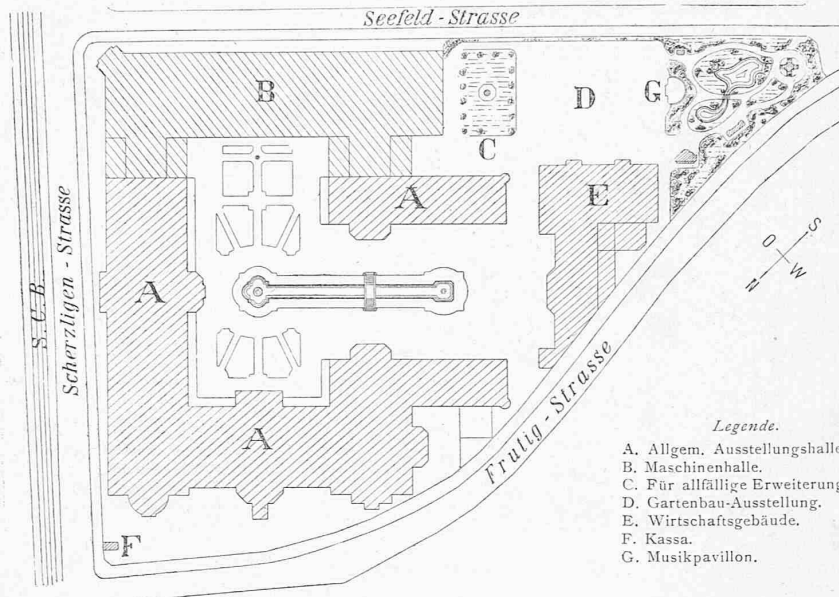 Seefeld - Strasse
B
D
G
C
A
E
S
O
W
N
A
S. C. B.
Scherzligen - Strasse
A
Frutig - Strasse
F
Legende.
A. Allgem. Ausstellungshalle
B. Maschinenhalle.
C. Für allfällige Erweiterung
D. Gartenbau-Ausstellung.
E. Wirtschaftsgebäude.
F. Kassa.
G. Musikpavillon.